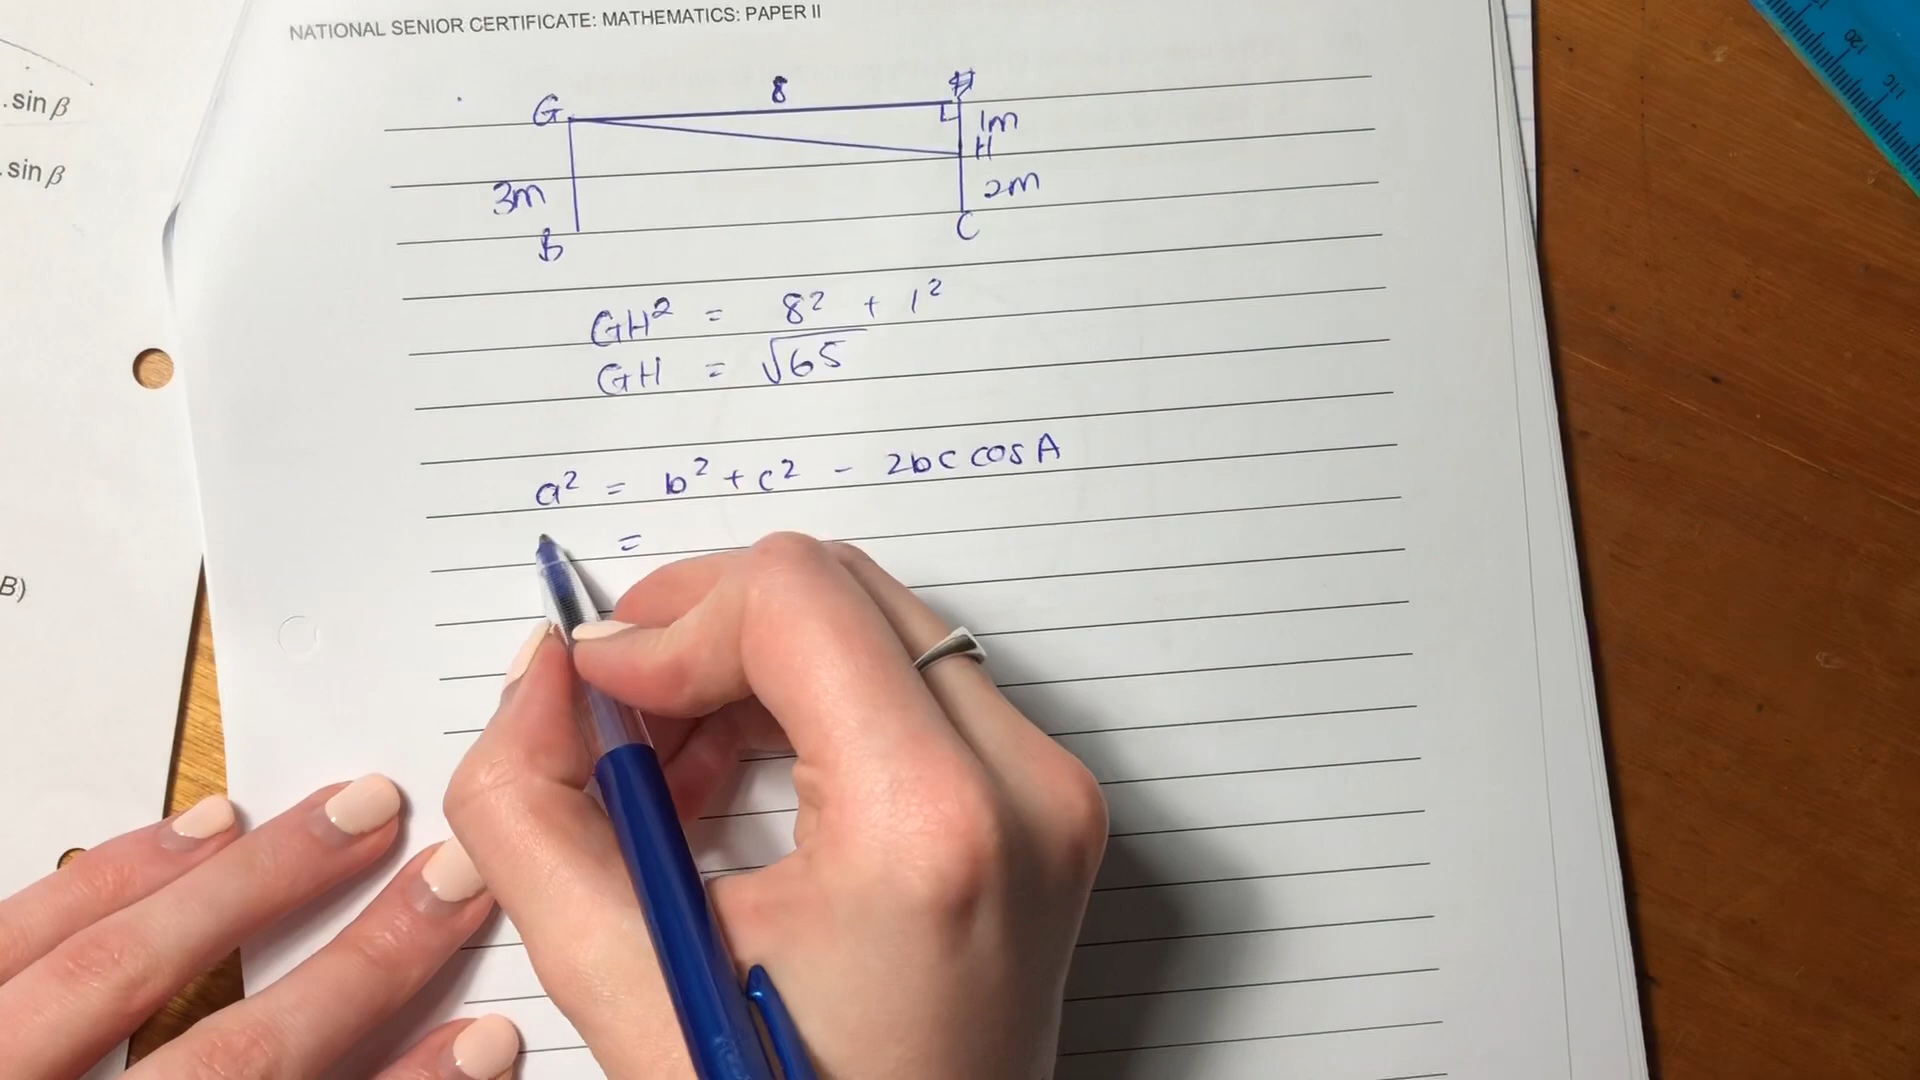 NATIONAL SENIOR CERTIFICATE: MATHEMATICS: PAPER II
. sin β
. sin β
B)
8
G
1m
H
3m
2m
B
C
GH² = 8² + 1²
GH = √65
a² = b² + c² - 2bc cos A
=
120